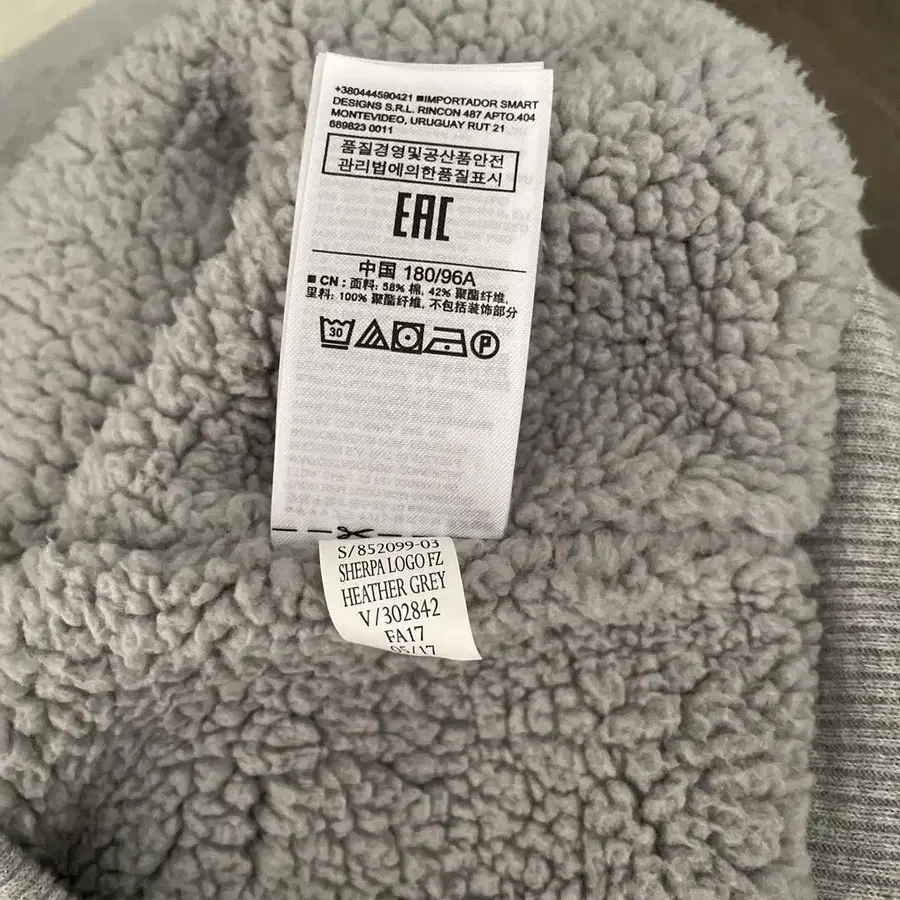 +380444590421 ■IMPORTADOR SMART
DESIGNS S.R.L. RINCON 487 APTO.404
MONTEVIDEO, URUGUAY RUT 21
689823 0011
품질경영및공산품안전
관리법에의한품질표시
EAC
中国 180/96A
■ CN : 面料: 58% 棉, 42% 聚酯纤维,
里料: 100% 聚酯纤维, 不包括装饰部分
30
P
S/852099-03
SHERPA LOGO FZ
HEATHER GREY
V/302842
FA17
05/17